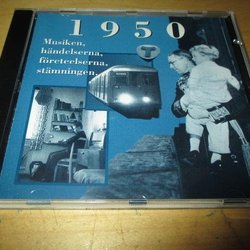 1950
Musiken,
händelserna,
företeelserna,
stämningen.
T